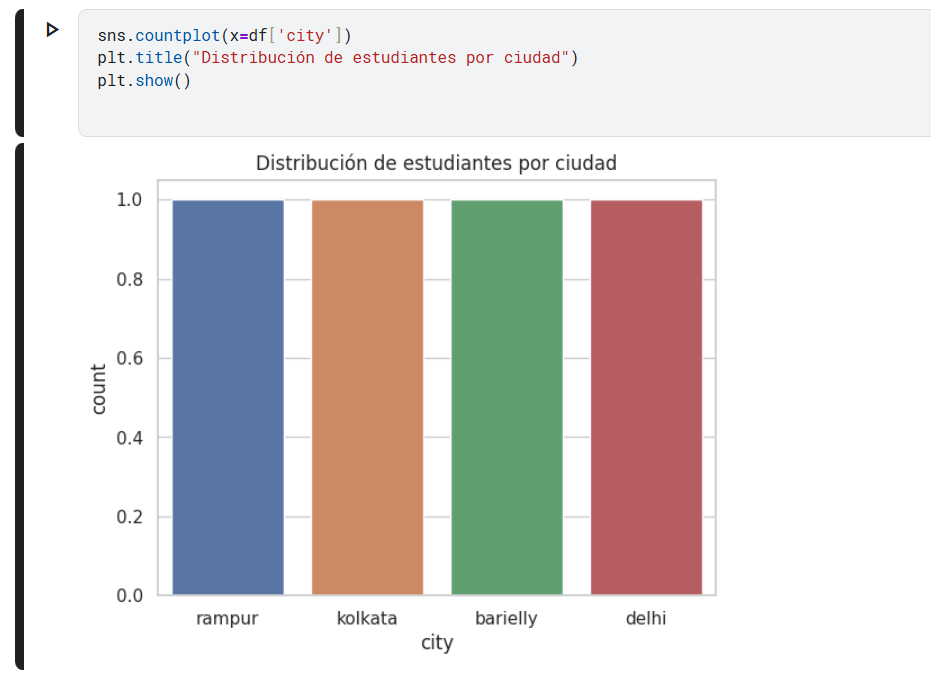 sns.countplot(x=df['city'])
plt.title("Distribución de estudiantes por ciudad")
plt.show()
Distribución de estudiantes por ciudad
1.0
0.8
0.6
0.4
0.2
0.0
count
rampur kolkata barielly delhi
city